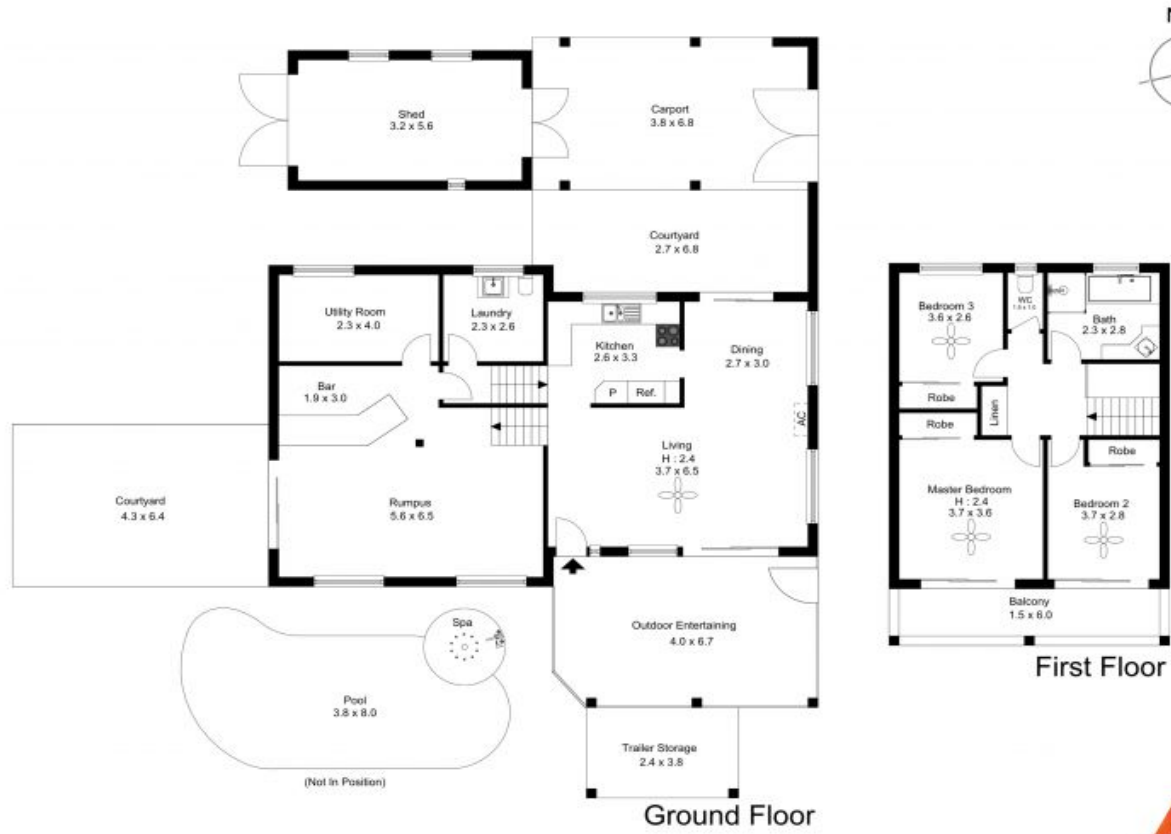 N
Shed
3.2 x 5.6
Carport
3.8 x 6.8
Courtyard
2.7 x 6.8
Utility Room
2.3 x 4.0
Laundry
2.3 x 2.6
Kitchen
2.6 x 3.3
Dining
2.7 x 3.0
P
Ref.
Bar
1.9 x 3.0
AC
Living
H : 2.4
3.7 x 6.5
Courtyard
4.3 x 6.4
Rumpus
5.6 x 6.5
Outdoor Entertaining
4.0 x 6.7
Spa
Pool
3.8 x 8.0
(Not In Position)
Trailer Storage
2.4 x 3.8
Ground Floor
Bedroom 3
3.6 x 2.6
WC
Bath
2.3 x 2.8
Robe
Linen
Robe
Robe
Master Bedroom
H : 2.4
3.7 x 3.6
Bedroom 2
3.7 x 2.8
Balcony
1.5 x 6.0
First Floor